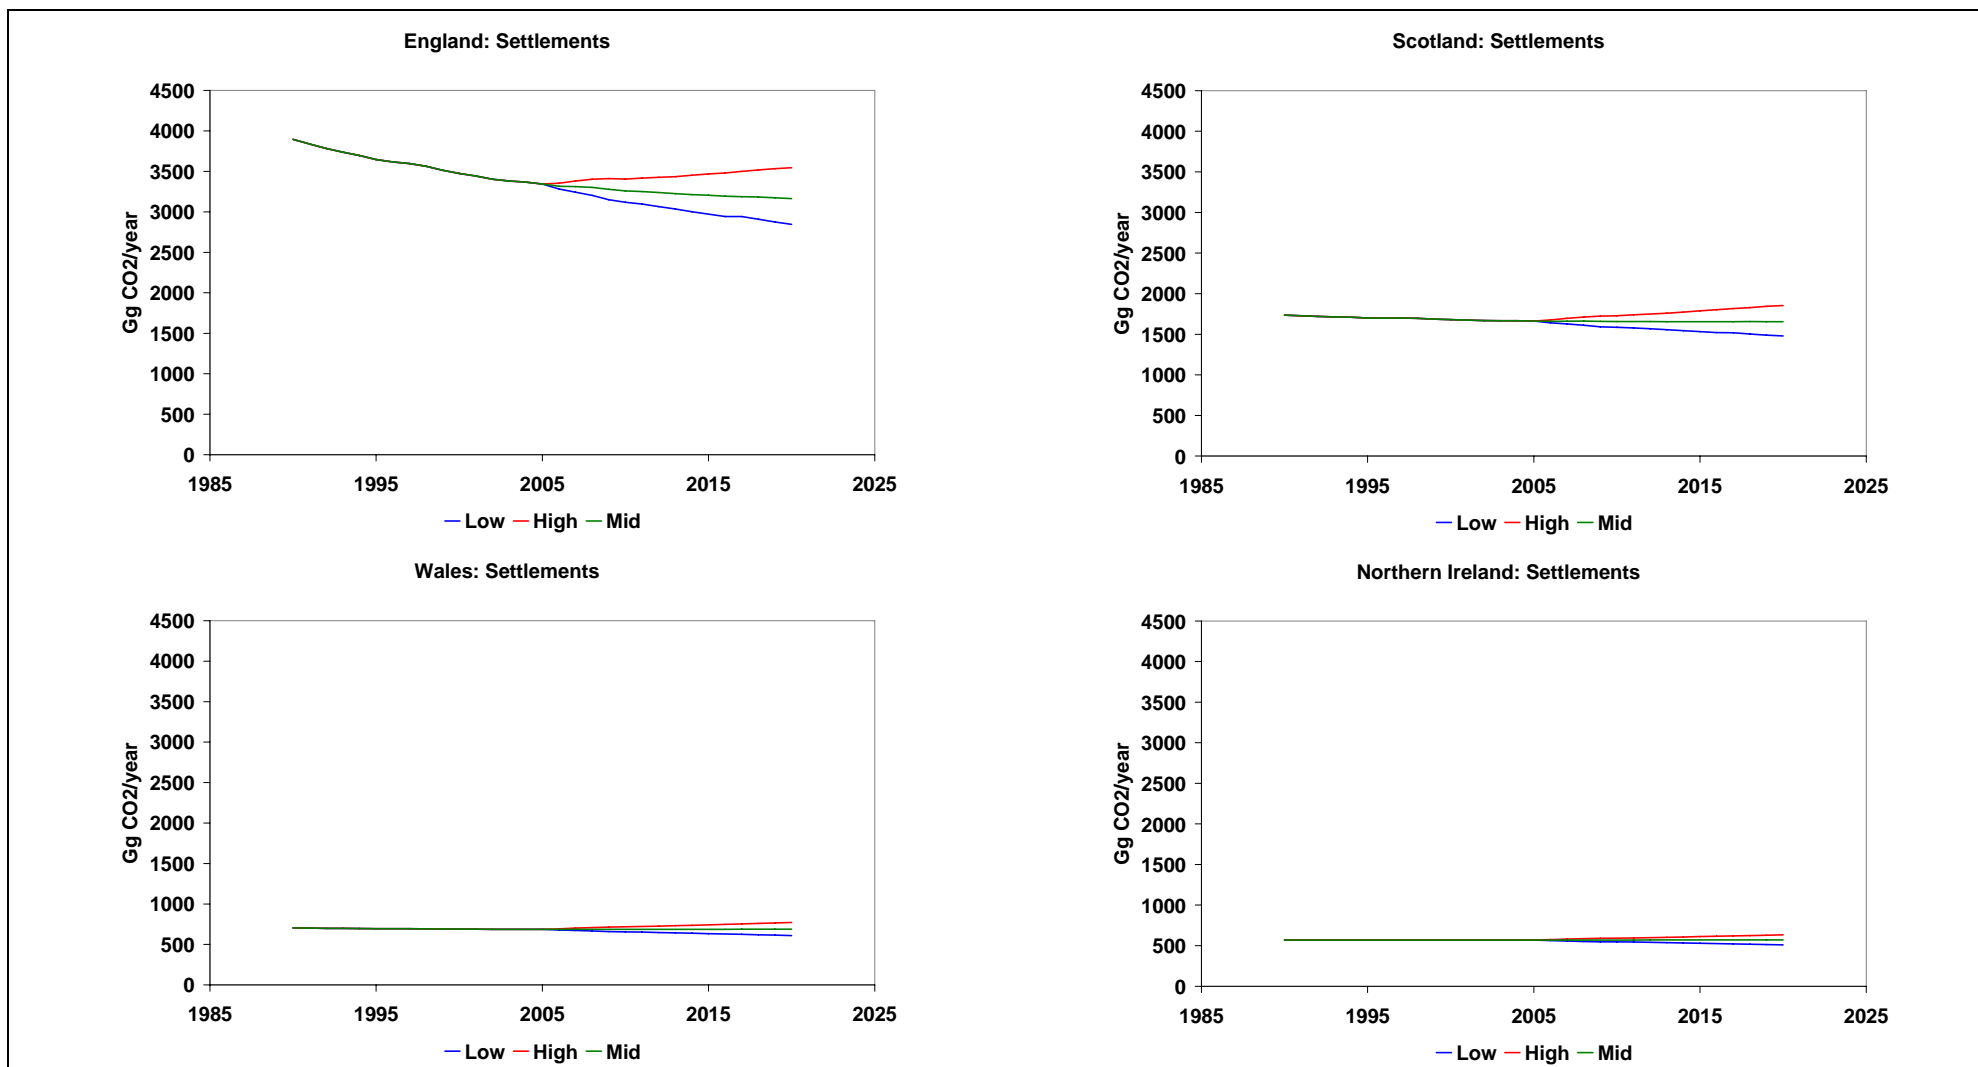 England: Settlements
4500
4000
3500
3000
2500
2000
1500
1000
500
0
Gg CO2/year
1985 1995 2005 2015 2025
Low High Mid
Scotland: Settlements
4500
4000
3500
3000
2500
2000
1500
1000
500
0
Gg CO2/year
1985 1995 2005 2015 2025
Low High Mid
Wales: Settlements
4500
4000
3500
3000
2500
2000
1500
1000
500
0
Gg CO2/year
1985 1995 2005 2015 2025
Low High Mid
Northern Ireland: Settlements
4500
4000
3500
3000
2500
2000
1500
1000
500
0
Gg CO2/year
1985 1995 2005 2015 2025
Low High Mid